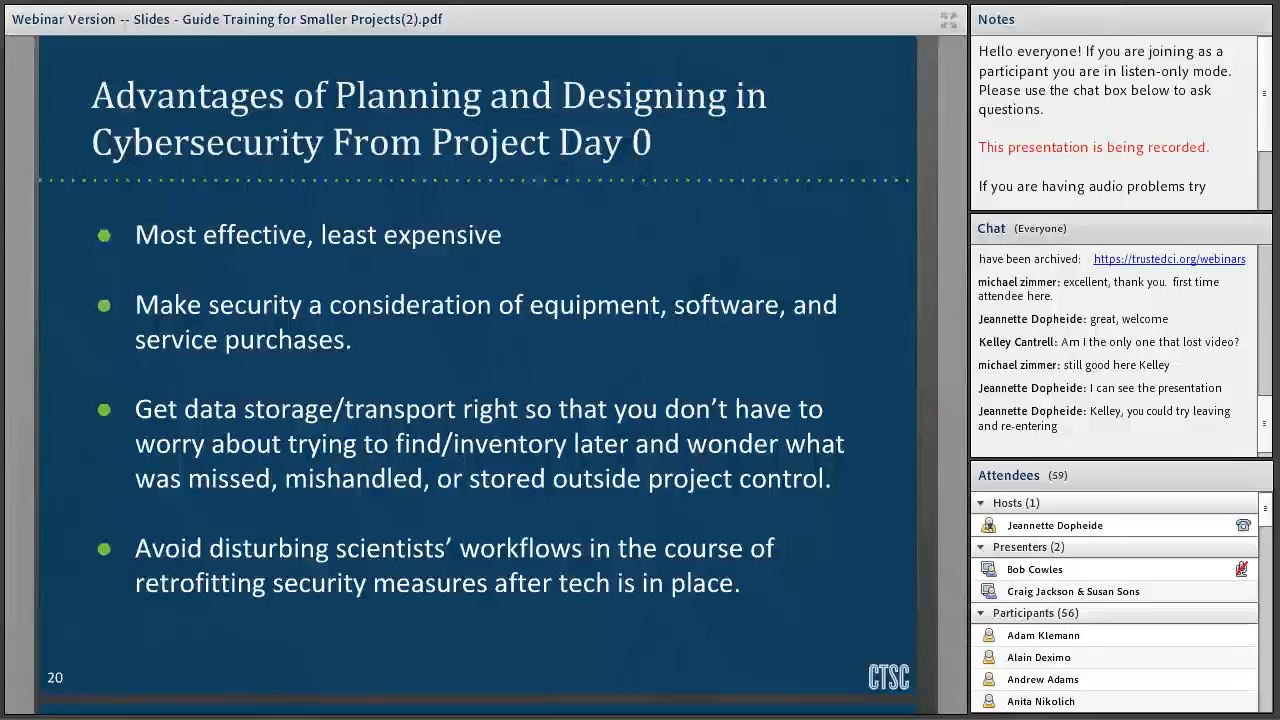 Webinar Version -- Slides - Guide Training for Smaller Projects(2).pdf
Advantages of Planning and Designing in
Cybersecurity From Project Day 0
Most effective, least expensive
Make security a consideration of equipment, software, and
service purchases.
Get data storage/transport right so that you don’t have to
worry about trying to find/inventory later and wonder what
was missed, mishandled, or stored outside project control.
Avoid disturbing scientists’ workflows in the course of
retrofitting security measures after tech is in place.
20
CTSC
Notes
Hello everyone! If you are joining as a
participant you are in listen-only mode.
Please use the chat box below to ask
questions.
This presentation is being recorded.
If you are having audio problems try
Chat (Everyone)
have been archived: https://trustedci.org/webinars
michael zimmer: excellent, thank you. first time
attendee here.
Jeannette Dopheide: great, welcome
Kelley Cantrell: Am I the only one that lost video?
michael zimmer: still good here Kelley
Jeannette Dopheide: I can see the presentation
Jeannette Dopheide: Kelley, you could try leaving
and re-entering
Attendees (59)
Hosts (1)
Jeannette Dopheide
Presenters (2)
Bob Cowles
Craig Jackson & Susan Sons
Participants (56)
Adam Klemann
Alain Deximo
Andrew Adams
Anita Nikolich